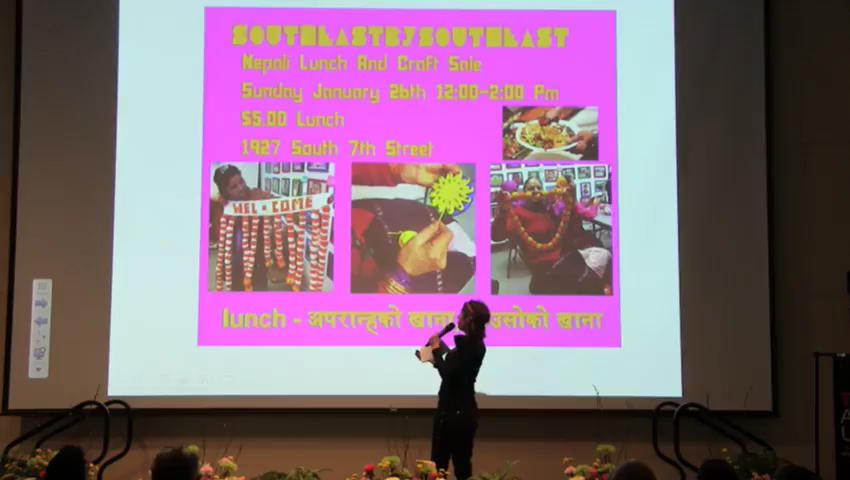 SOUTHEASTBYSOUTHEAST
Nepali Lunch And Craft Sale
Sunday January 26th 12:00-2:00 Pm
$5.00 Lunch
1927 South 7th Street
WEL-COME
lunch - अपरान्हको खाना
उसोको खाना